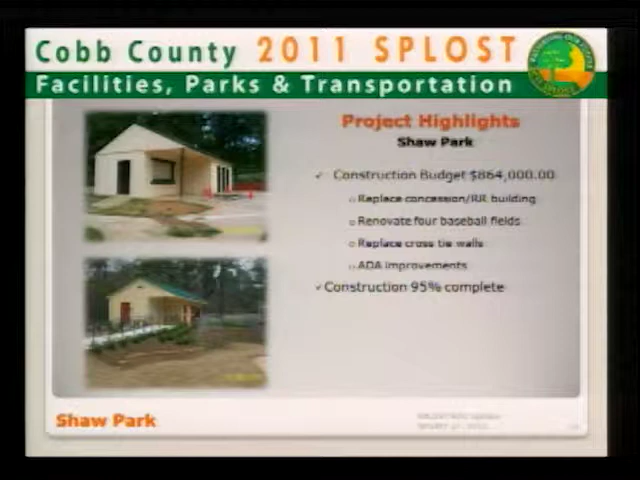 Cobb County 2011 SPLOST
Facilities, Parks & Transportation
Project Highlights
Shaw Park
Construction Budget $864,000.00
Replace concession/RR building
Renovate four baseball fields
Replace cross tie walls
ADA improvements
Construction 95% complete
Shaw Park